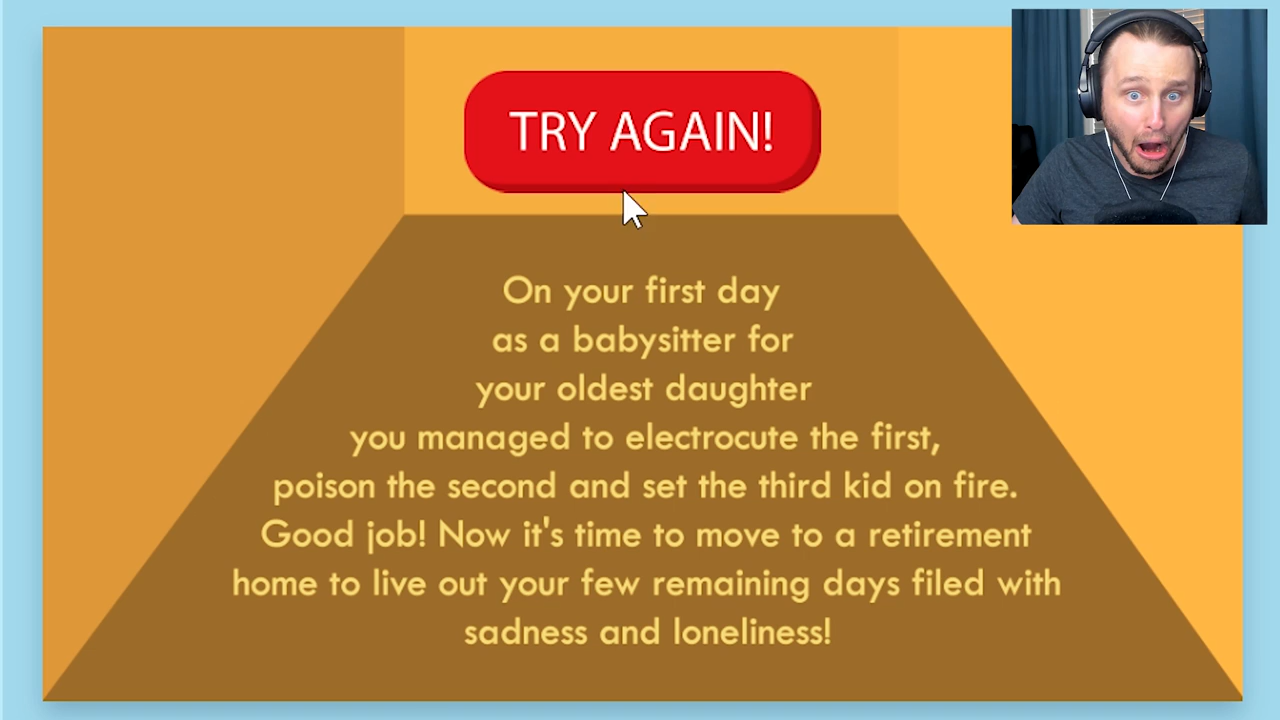 TRY AGAIN!
On your first day
as a babysitter for
your oldest daughter
you managed to electrocute the first,
poison the second and set the third kid on fire.
Good job! Now it's time to move to a retirement
home to live out your few remaining days filed with
sadness and loneliness!